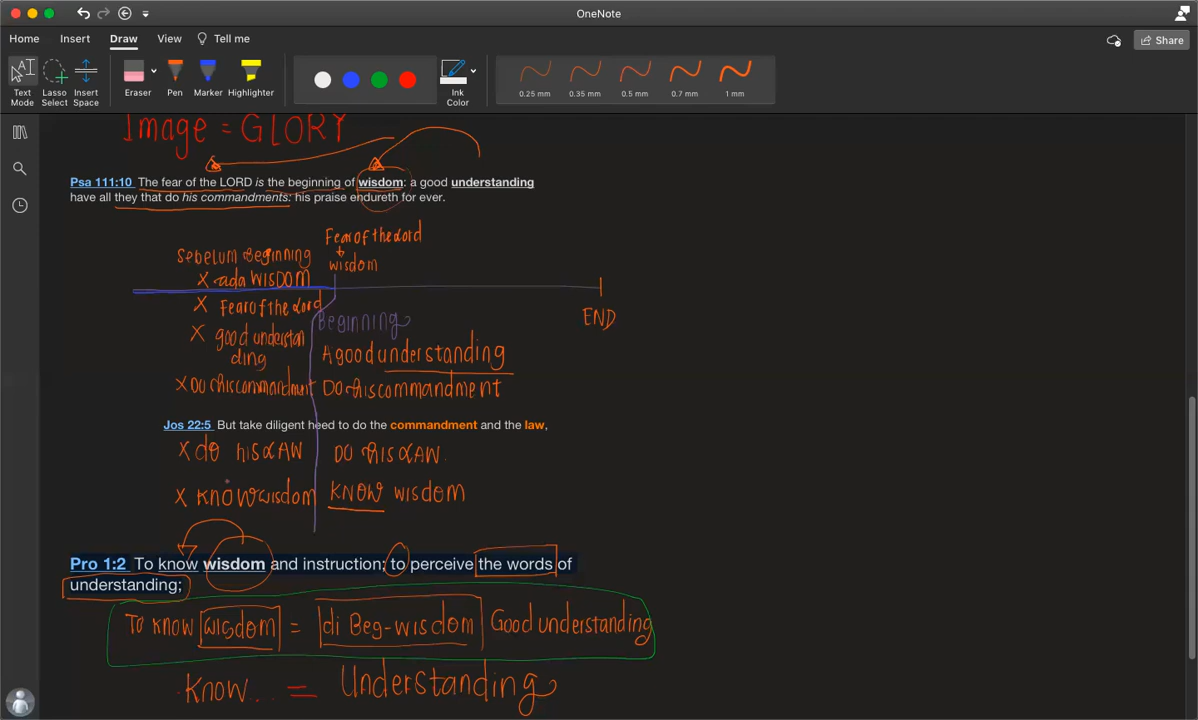 OneNote
Home Insert Draw View Tell me
Share
Text Mode
Lasso Select
Insert Space
Eraser
Pen
Marker
Highlighter
Ink Color
0.25 mm 0.35 mm 0.5 mm 0.7 mm 1 mm
Image = GLORY
Psa 111:10 The fear of the LORD is the beginning of wisdom: a good understanding
have all they that do his commandments: his praise endureth for ever.
Fear of the Lord
Sebelum Beginning
wisdom
X ada WISDOM
X Fear of the Lord
END
Beginning
X good understan
ding
A good understanding
X Do his commandment Do his commandment
Jos 22:5 But take diligent heed to do the commandment and the law,
X do his LAW DO his LAW.
X know wisdom KNOW wisdom
Pro 1:2 To know wisdom and instruction; to perceive the words of
understanding;
To know wisdom = di Beg-wisdom Good understanding
Know... = Understanding